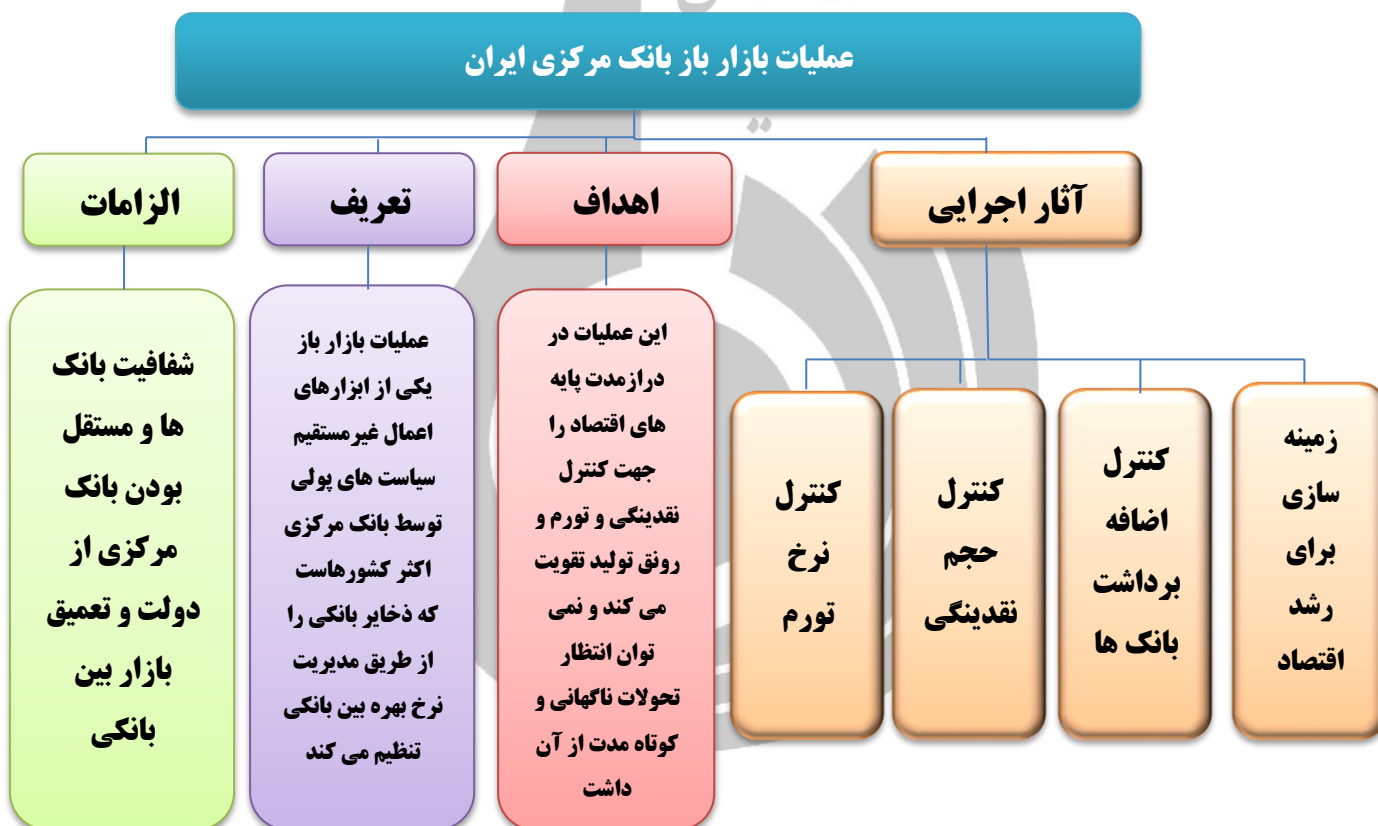 عملیات بازار باز بانک مرکزی ایران
آثار اجرایی
اهداف
تعریف
الزامات
زمینه
سازی
برای
رشد
اقتصاد
کنترل
اضافه
برداشت
بانک ها
کنترل
حجم
نقدینگی
کنترل
نرخ
تورم
این عملیات در
درازمدت پایه
های اقتصاد را
جهت کنترل
نقدینگی و تورم و
رونق تولید تقویت
می کند و نمی
توان انتظار
تحولات ناگهانی و
کوتاه مدت از آن
داشت
عملیات بازار باز
یکی از ابزارهای
اعمال غیرمستقیم
سیاست های پولی
توسط بانک مرکزی
اکثر کشورهاست
که ذخایر بانکی را
از طریق مدیریت
نرخ بهره بین بانکی
تنظیم می کند
شفافیت بانک
ها و مستقل
بودن بانک
مرکزی از
دولت و تعمیق
بازار بین
بانکی